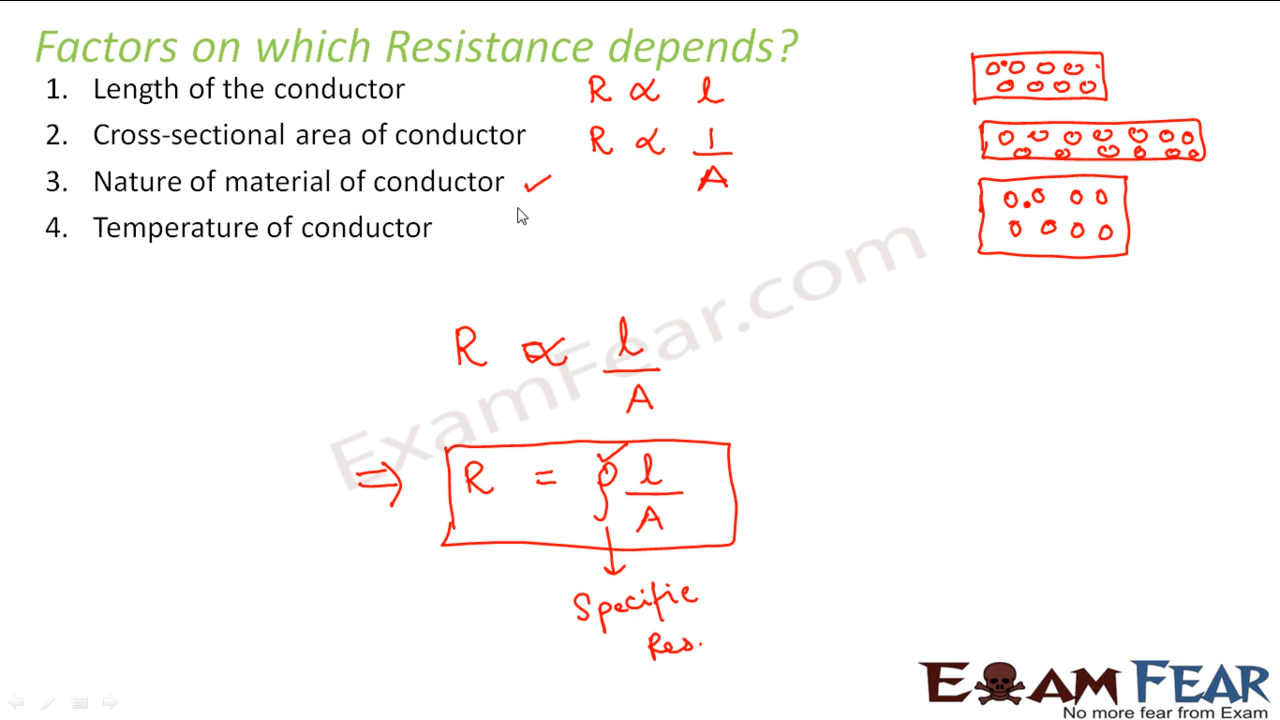 Factors on which Resistance depends?
1. Length of the conductor R ∝ l
2. Cross-sectional area of conductor R ∝ 1/A
3. Nature of material of conductor ✓
4. Temperature of conductor
ExamFear.com
R ∝ l/A
⇒ R = ρ l/A
Specific
Res.
EXAM FEAR
No more fear from Exam